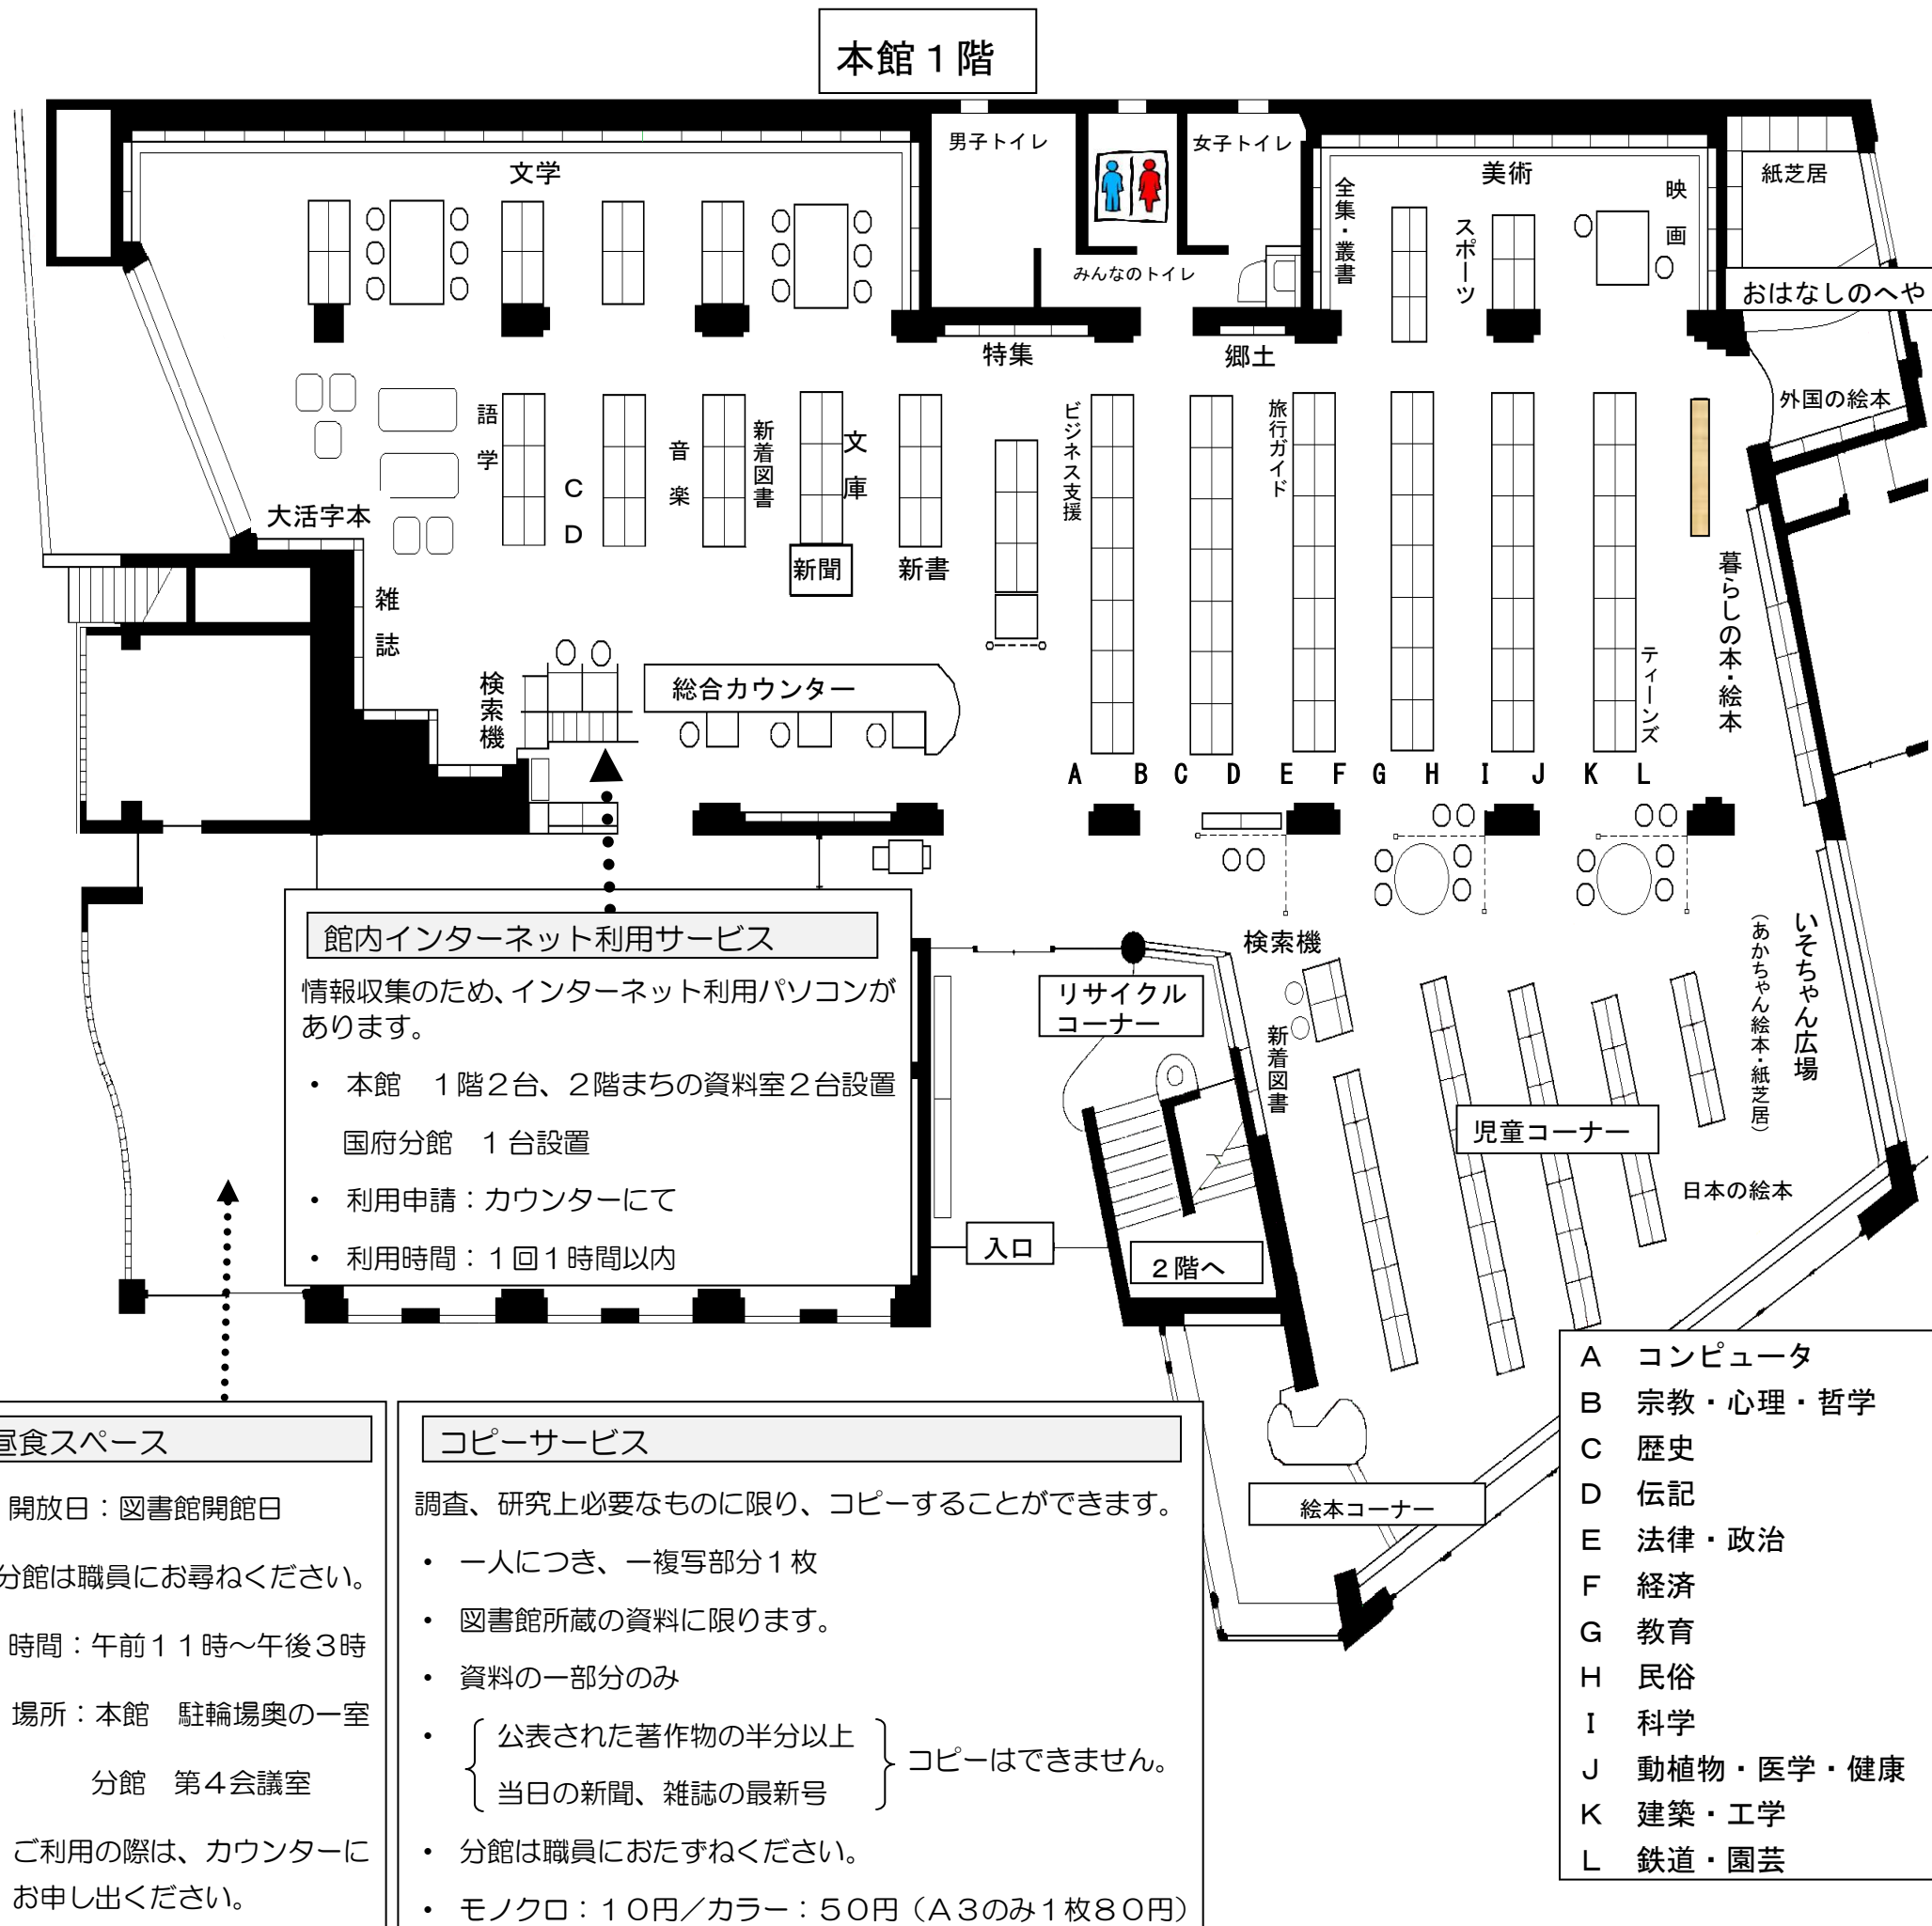 本館１階
男子トイレ
女子トイレ
みんなのトイレ
文学
全集・叢書
美術
スポーツ
映画
紙芝居
おはなしのへや
特集
郷土
外国の絵本
語学
ＣＤ
音楽
新着図書
文庫
ビジネス支援
旅行ガイド
大活字本
新聞
新書
雑誌
暮らしの本・絵本
ティーンズ
検索機
総合カウンター
A B C D E F G H I J K L
館内インターネット利用サービス
情報収集のため、インターネット利用パソコンが
あります。
・ 本館　１階２台、２階まちの資料室２台設置
国府分館　１台設置
・ 利用申請：カウンターにて
・ 利用時間：１回１時間以内
検索機
リサイクル
コーナー
新着図書
いそちゃん広場
（あかちゃん絵本・紙芝居）
児童コーナー
日本の絵本
入口
２階へ
絵本コーナー
昼食スペース
開放日：図書館開館日
分館は職員にお尋ねください。
時間：午前１１時～午後３時
場所：本館　駐輪場奥の一室
分館　第４会議室
ご利用の際は、カウンターに
お申し出ください。
コピーサービス
調査、研究上必要なものに限り、コピーすることができます。
・ 一人につき、一複写部分１枚
・ 図書館所蔵の資料に限ります。
・ 資料の一部分のみ
・ 公表された著作物の半分以上
当日の新聞、雑誌の最新号
コピーはできません。
・ 分館は職員におたずねください。
・ モノクロ：１０円／カラー：５０円（Ａ３のみ１枚８０円）
Ａ　コンピュータ
Ｂ　宗教・心理・哲学
Ｃ　歴史
Ｄ　伝記
Ｅ　法律・政治
Ｆ　経済
Ｇ　教育
Ｈ　民俗
Ｉ　科学
Ｊ　動植物・医学・健康
Ｋ　建築・工学
Ｌ　鉄道・園芸